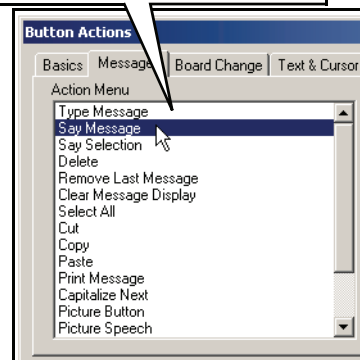 Button Actions
Basics Message Board Change Text & Cursor
Action Menu
Type Message
Say Message
Say Selection
Delete
Remove Last Message
Clear Message Display
Select All
Cut
Copy
Paste
Print Message
Capitalize Next
Picture Button
Picture Speech